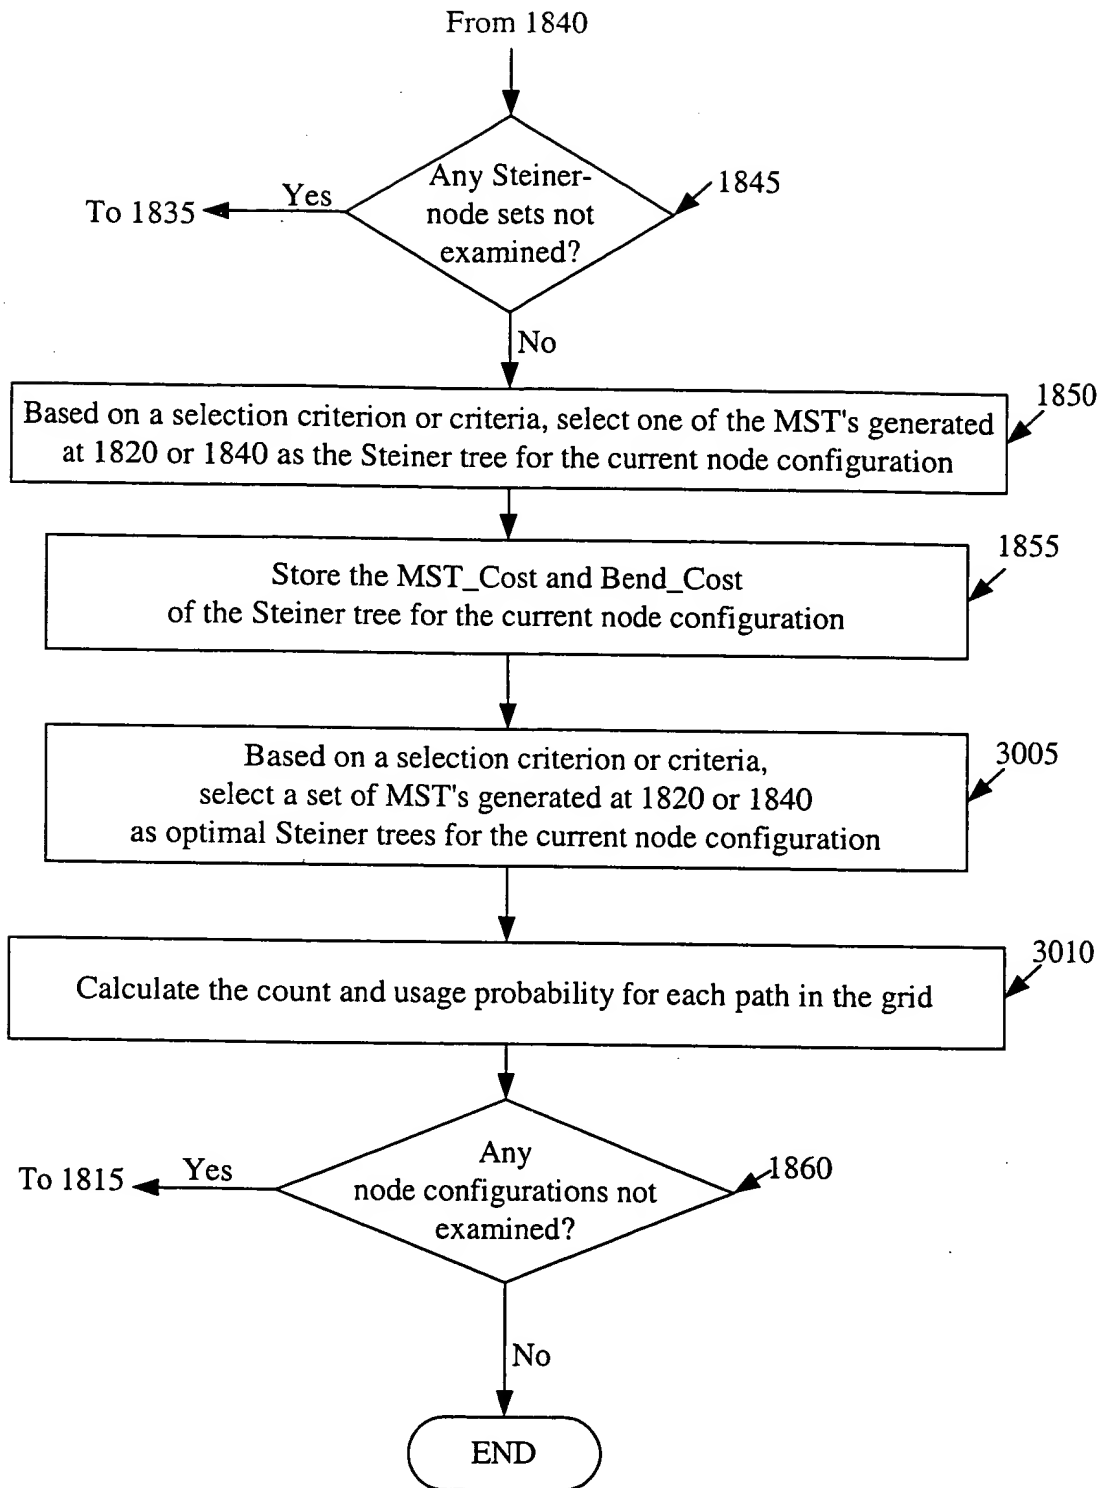 From 1840
Any Steiner-
node sets not
examined?
1845
Yes
To 1835
No
1850
Based on a selection criterion or criteria, select one of the MST's generated
at 1820 or 1840 as the Steiner tree for the current node configuration
1855
Store the MST_Cost and Bend_Cost
of the Steiner tree for the current node configuration
3005
Based on a selection criterion or criteria,
select a set of MST's generated at 1820 or 1840
as optimal Steiner trees for the current node configuration
3010
Calculate the count and usage probability for each path in the grid
Any
node configurations not
examined?
1860
Yes
To 1815
No
END